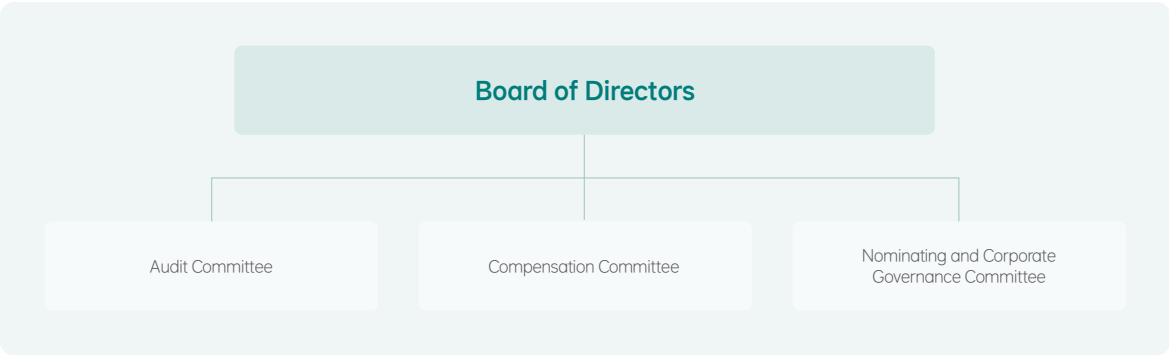 Board of Directors
Audit Committee
Compensation Committee
Nominating and Corporate
Governance Committee